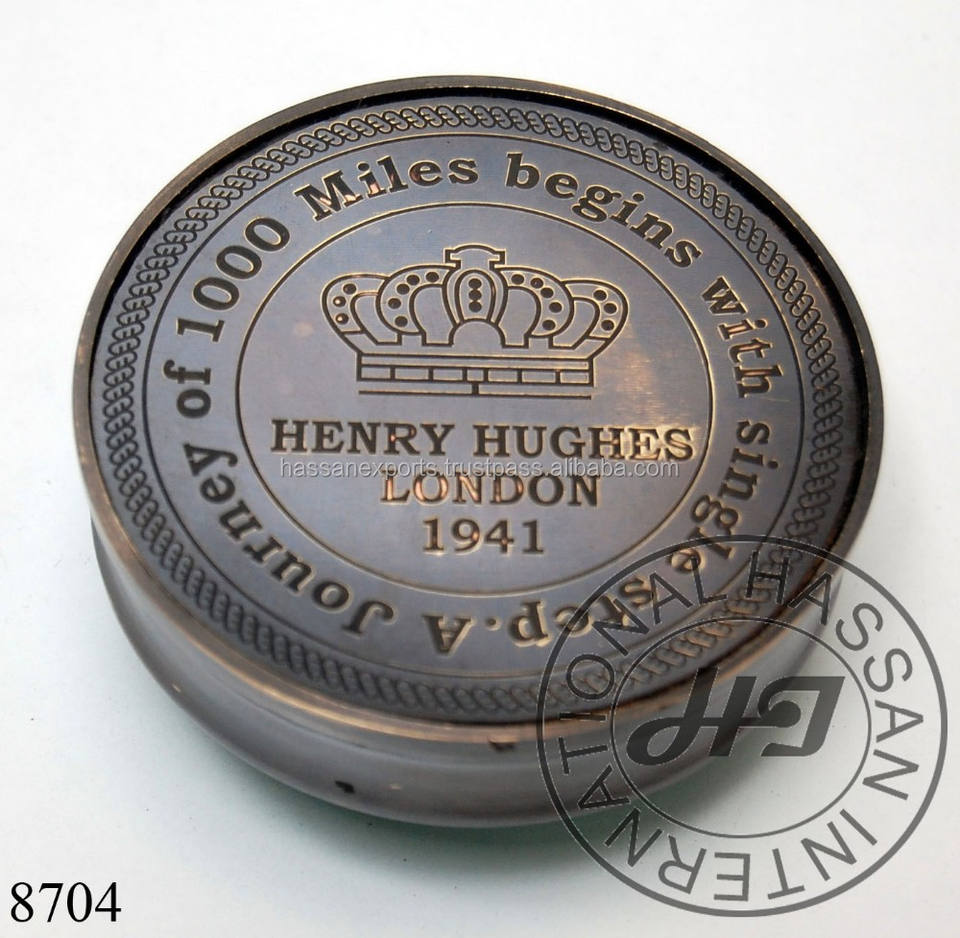 A Journey of 1000 Miles begins with single step.
HENRY HUGHES
hassanexports.trustpass.alibaba.com
LONDON
1941
HASSAN INTERNATIONAL
HI
8704